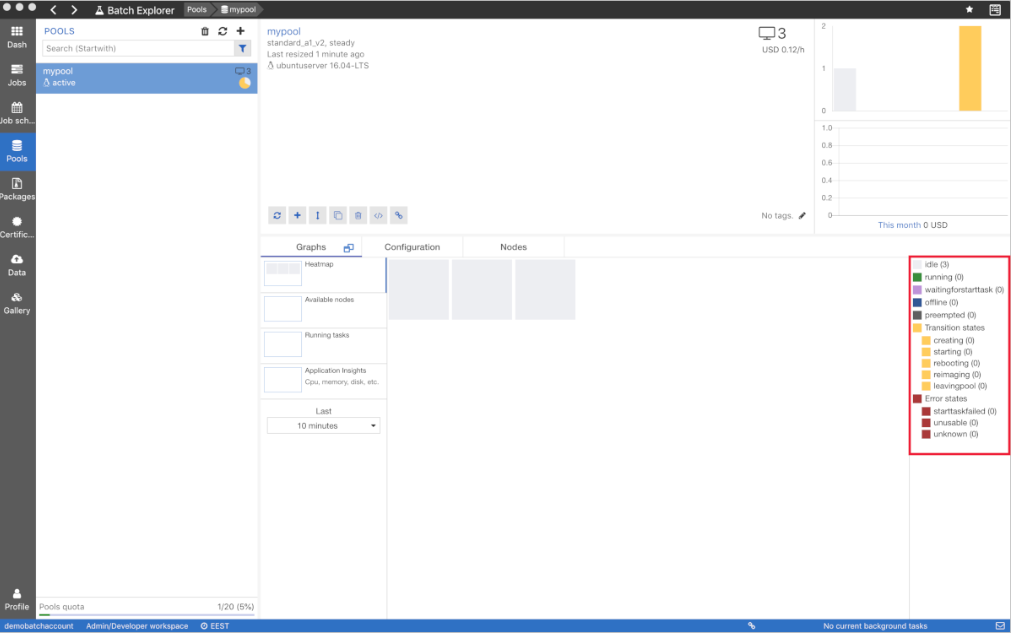 Batch Explorer
Pools
mypool
Dash
Jobs
Job sch...
Pools
Packages
Certific...
Data
Gallery
Profile
POOLS
Search (Startwith)
mypool
3
active
Pools quota
1/20 (5%)
mypool
standard_a1_v2, steady
Last resized 1 minute ago
ubuntuserver 16.04-LTS
3
USD 0.12/h
No tags.
2
1
0
1.0
0.8
0.6
0.4
0.2
0
This month 0 USD
Graphs
Configuration
Nodes
Heatmap
Available nodes
Running tasks
Application Insights
Cpu, memory, disk, etc.
Last
10 minutes
idle (3)
running (0)
waitingforstarttask (0)
offline (0)
preempted (0)
Transition states
creating (0)
starting (0)
rebooting (0)
reimaging (0)
leavingpool (0)
Error states
starttaskfailed (0)
unusable (0)
unknown (0)
demobatchaccount
Admin/Developer workspace
EEST
No current background tasks